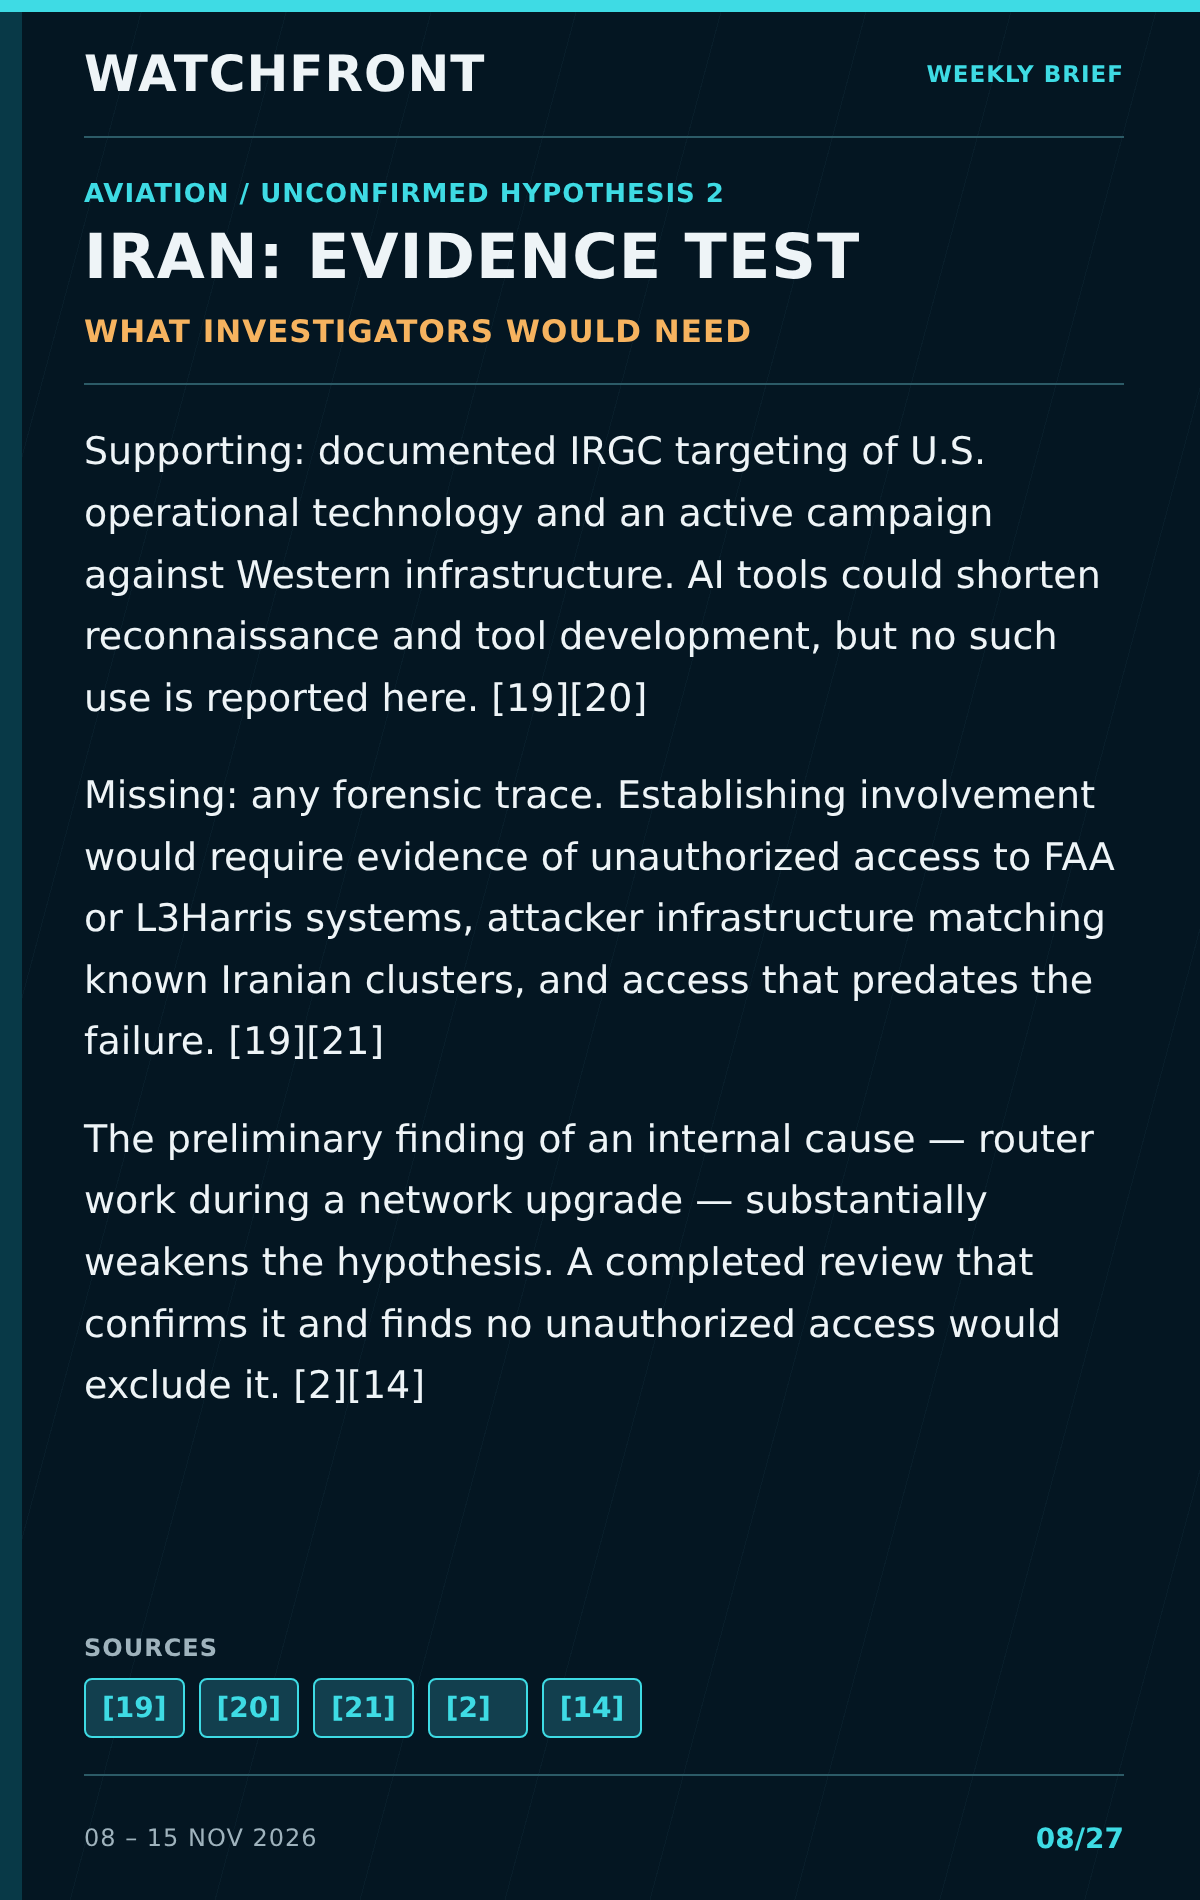 WATCHFRONT
WEEKLY BRIEF
AVIATION / UNCONFIRMED HYPOTHESIS 2
IRAN: EVIDENCE TEST
WHAT INVESTIGATORS WOULD NEED
Supporting: documented IRGC targeting of U.S.
operational technology and an active campaign
against Western infrastructure. AI tools could shorten
reconnaissance and tool development, but no such
use is reported here. [19][20]
Missing: any forensic trace. Establishing involvement
would require evidence of unauthorized access to FAA
or L3Harris systems, attacker infrastructure matching
known Iranian clusters, and access that predates the
failure. [19][21]
The preliminary finding of an internal cause — router
work during a network upgrade — substantially
weakens the hypothesis. A completed review that
confirms it and finds no unauthorized access would
exclude it. [2][14]
SOURCES
[19] [20] [21] [2] [14]
08 – 15 NOV 2026
08/27